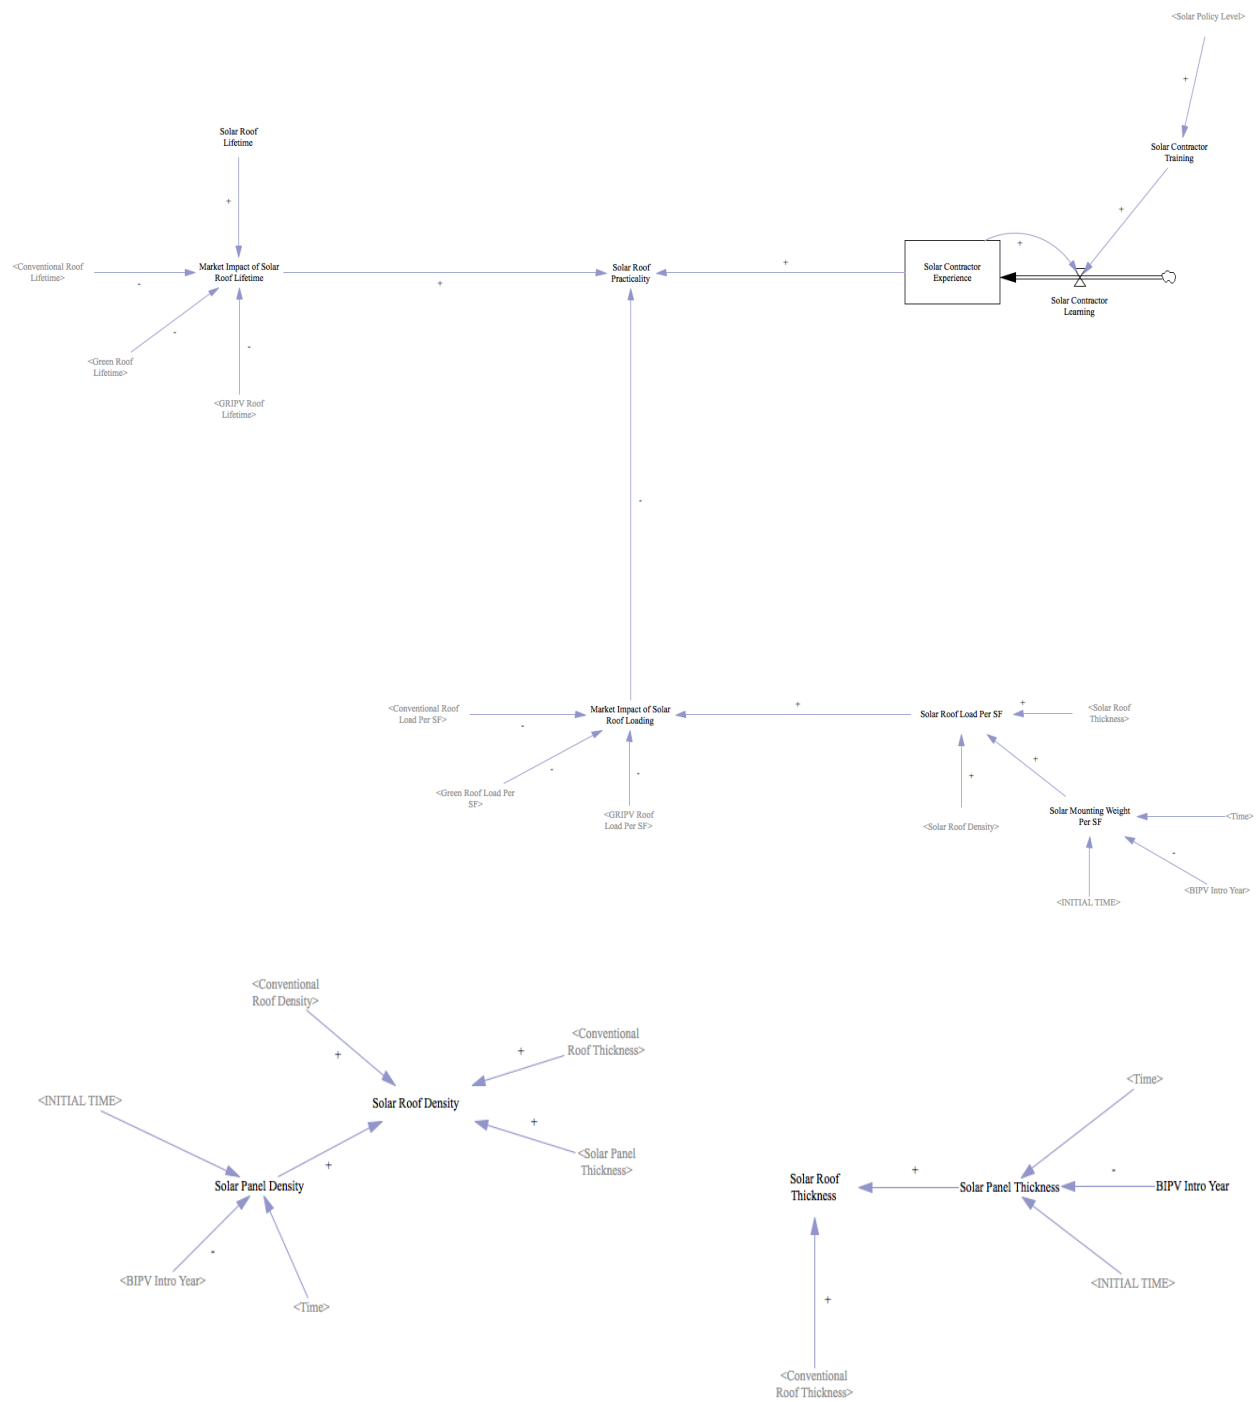 <Solar Policy Level>
+
Solar Roof
Lifetime
Solar Contractor
Training
+
+
<Conventional Roof
Lifetime>
-
Market Impact of Solar
Roof Lifetime
+
Solar Roof
Practicality
+
Solar Contractor
Experience
+
Solar Contractor
Learning
-
<Green Roof
Lifetime>
-
<GRIPV Roof
Lifetime>
-
<Conventional Roof
Load Per SF>
-
Market Impact of Solar
Roof Loading
+
Solar Roof Load Per SF
+
<Solar Roof
Thickness>
-
<Green Roof Load Per
SF>
-
<GRIPV Roof
Load Per SF>
+
<Solar Roof Density>
+
Solar Mounting Weight
Per SF
<Time>
-
<BIPV Intro Year>
<INITIAL TIME>
<Conventional
Roof Density>
+
<Conventional
Roof Thickness>
+
<INITIAL TIME>
Solar Roof Density
+
<Solar Panel
Thickness>
+
Solar Panel Density
-
<BIPV Intro Year>
<Time>
<Time>
Solar Roof
Thickness
+
Solar Panel Thickness
-
BIPV Intro Year
<INITIAL TIME>
+
<Conventional
Roof Thickness>